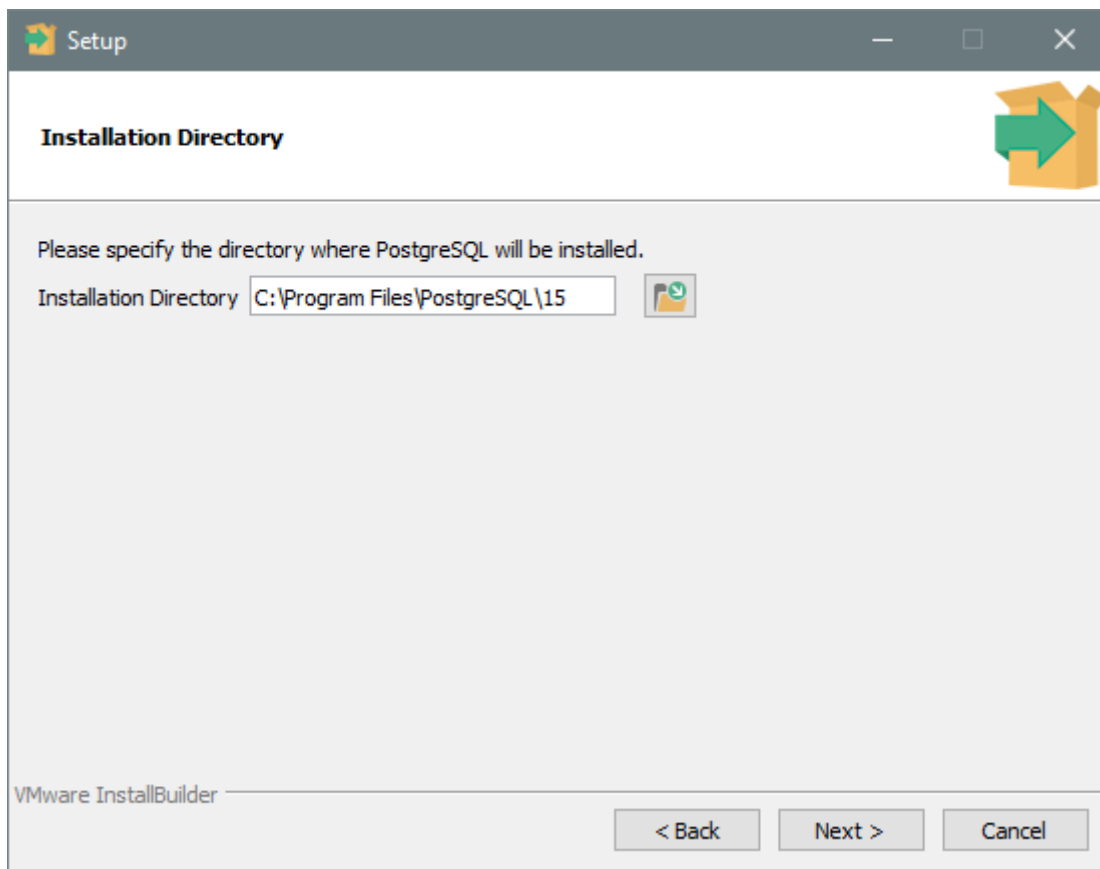 Setup
Installation Directory
Please specify the directory where PostgreSQL will be installed.
Installation Directory C:\Program Files\PostgreSQL\15
VMware InstallBuilder
< Back Next > Cancel